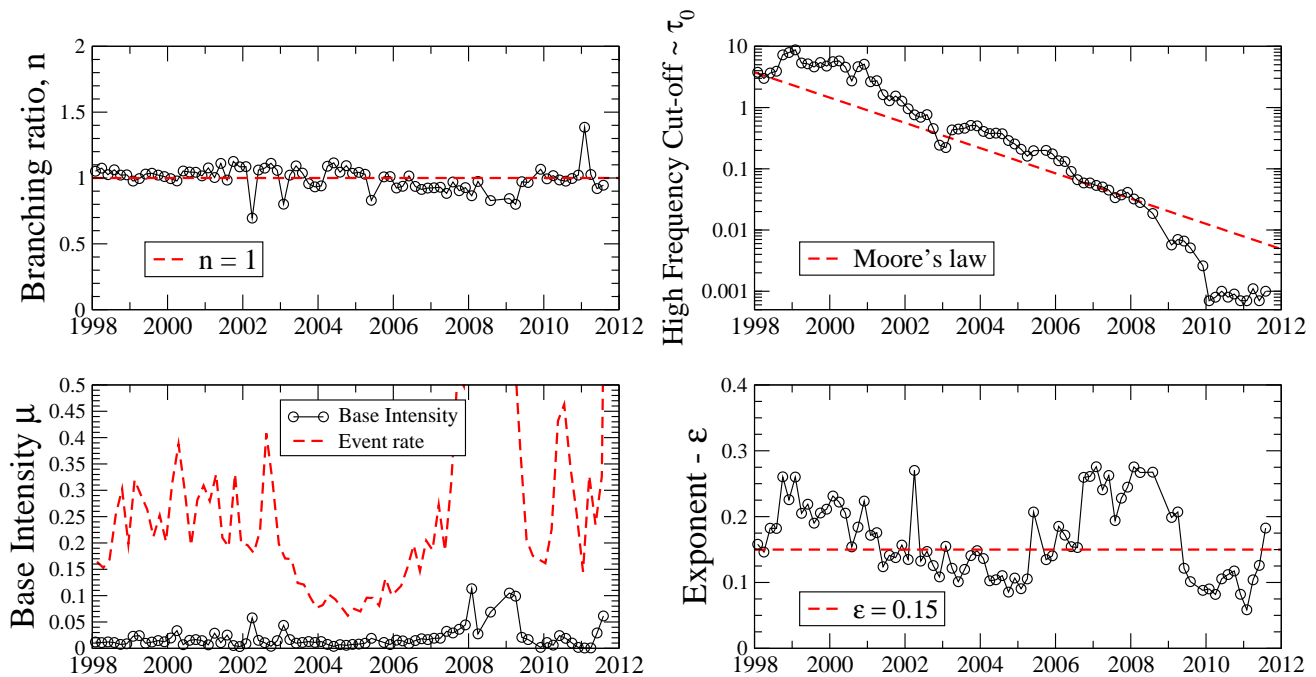 2
1.5
1
0.5
0
1998 2000 2002 2004 2006 2008 2010 2012
Branching ratio, n
n = 1
10
1
0.1
0.01
0.001
1998 2000 2002 2004 2006 2008 2010 2012
High Frequency Cut-off ~ τ0
Moore's law
0.5
0.45
0.4
0.35
0.3
0.25
0.2
0.15
0.1
0.05
0
1998 2000 2002 2004 2006 2008 2010 2012
Base Intensity μ
Base Intensity
Event rate
0.4
0.3
0.2
0.1
0
1998 2000 2002 2004 2006 2008 2010 2012
Exponent - ε
ε = 0.15